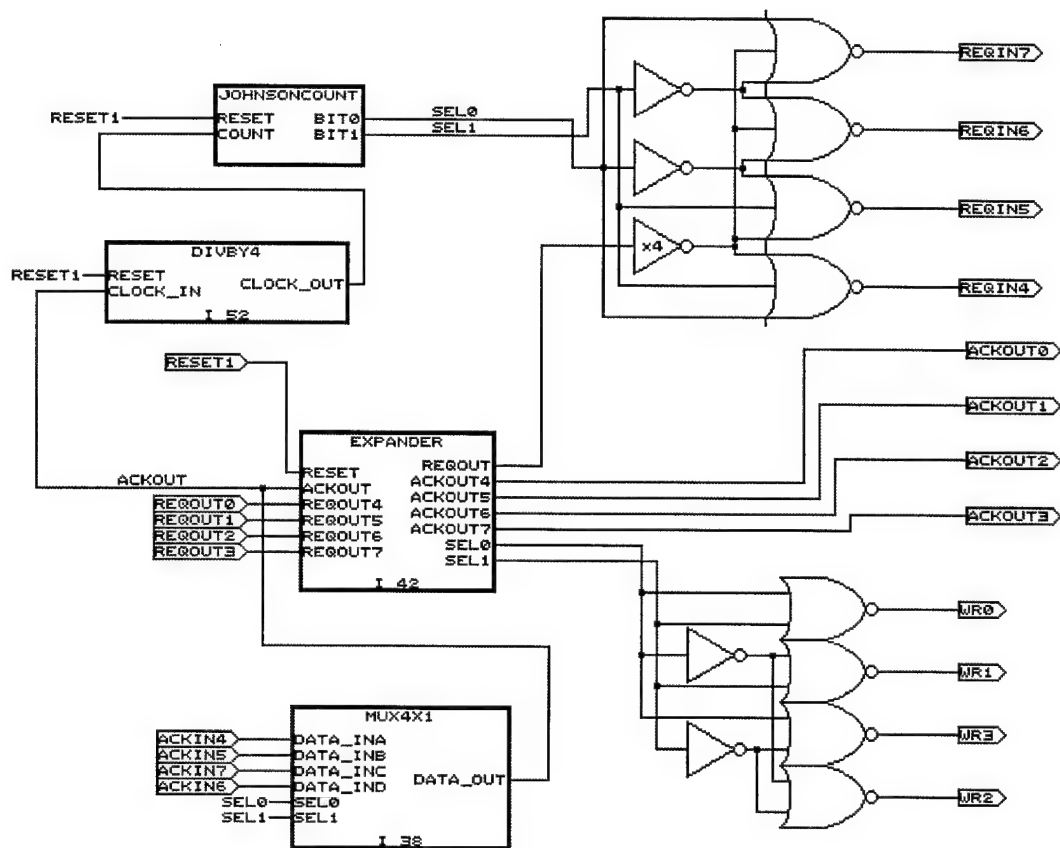 JOHNSONCOUNT
RESET1 RESET BIT0 SEL0
COUNT BIT1 SEL1
REQIN7
REQIN6
REQIN5
x4
REQIN4
DIVBY4
RESET1 RESET
CLOCK_IN CLOCK_OUT
I 52
RESET1
ACKOUT0
ACKOUT1
ACKOUT2
ACKOUT3
EXPANDER
RESET REQOUT
ACKOUT ACKOUT ACKOUT4
REQOUT0 REQOUT4 ACKOUT5
REQOUT1 REQOUT5 ACKOUT6
REQOUT2 REQOUT6 ACKOUT7
REQOUT3 REQOUT7 SEL0
SEL1
I 42
WR0
WR1
WR3
WR2
MUX4X1
ACKIN4 DATA_INA
ACKIN5 DATA_INB
ACKIN7 DATA_INC DATA_OUT
ACKIN6 DATA_IND
SEL0 SEL0
SEL1 SEL1
I 38